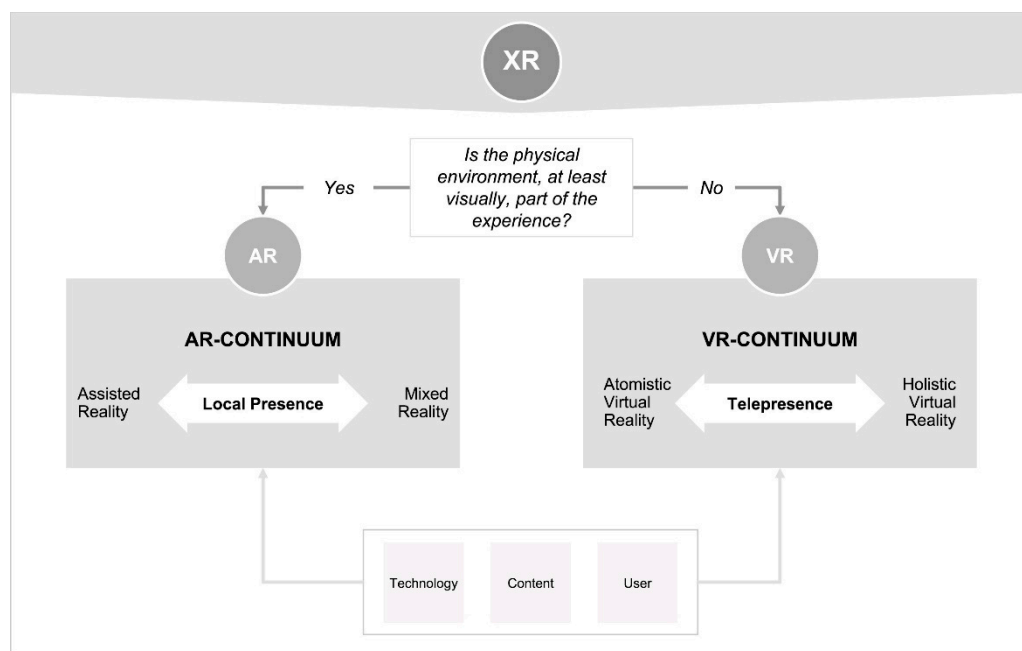 XR
Is the physical
environment, at least
visually, part of the
experience?
Yes
No
AR
VR
AR-CONTINUUM
Assisted
Reality
Local Presence
Mixed
Reality
VR-CONTINUUM
Atomistic
Virtual
Reality
Telepresence
Holistic
Virtual
Reality
Technology
Content
User